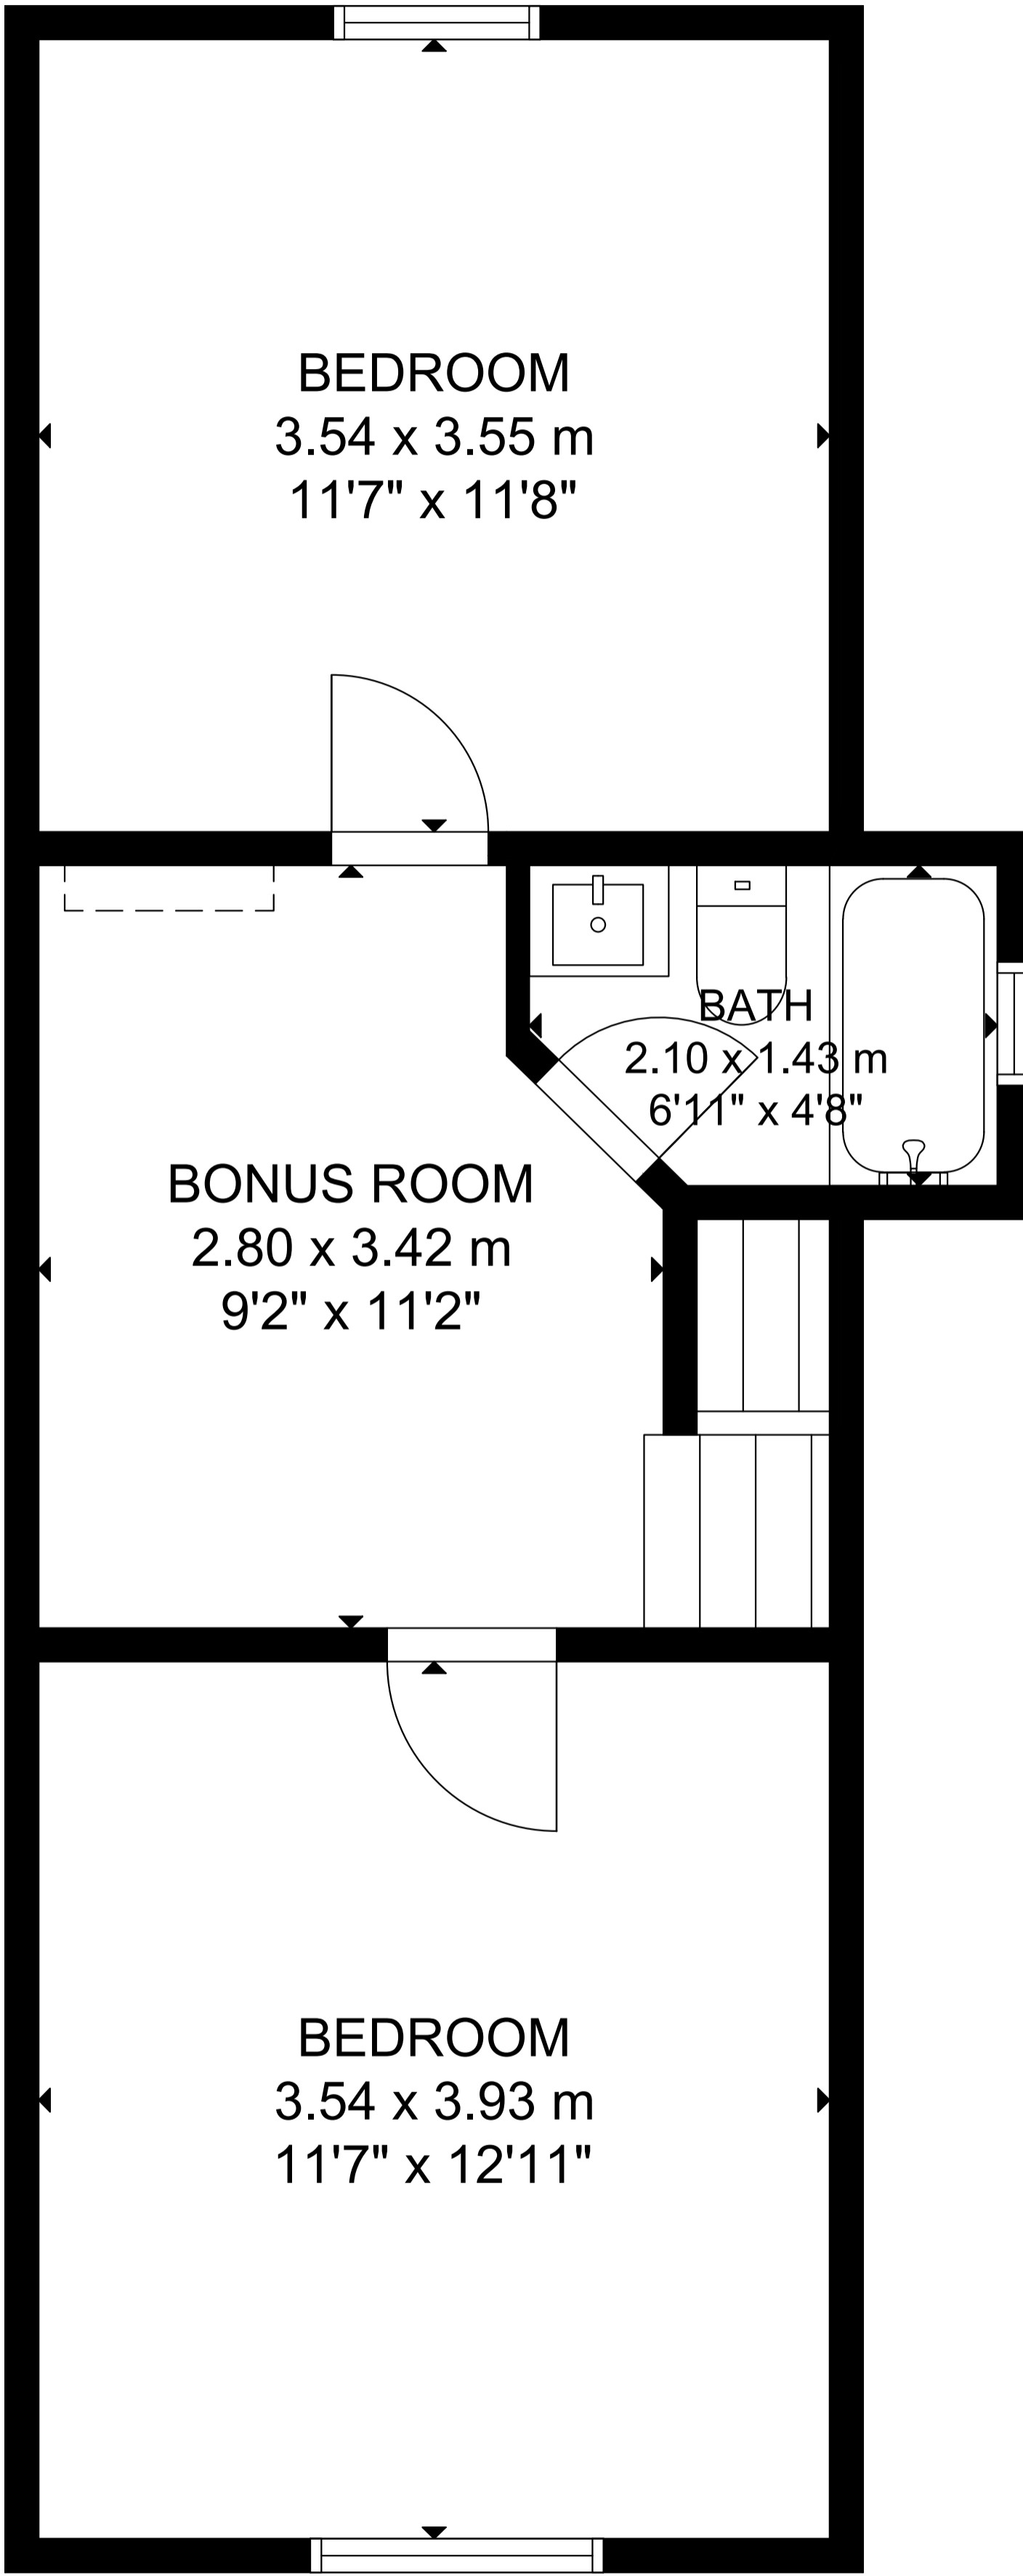 BEDROOM
3.54 x 3.55 m
11'7" x 11'8"
BATH
2.10 x 1.43 m
6'11" x 4'8"
BONUS ROOM
2.80 x 3.42 m
9'2" x 11'2"
BEDROOM
3.54 x 3.93 m
11'7" x 12'11"